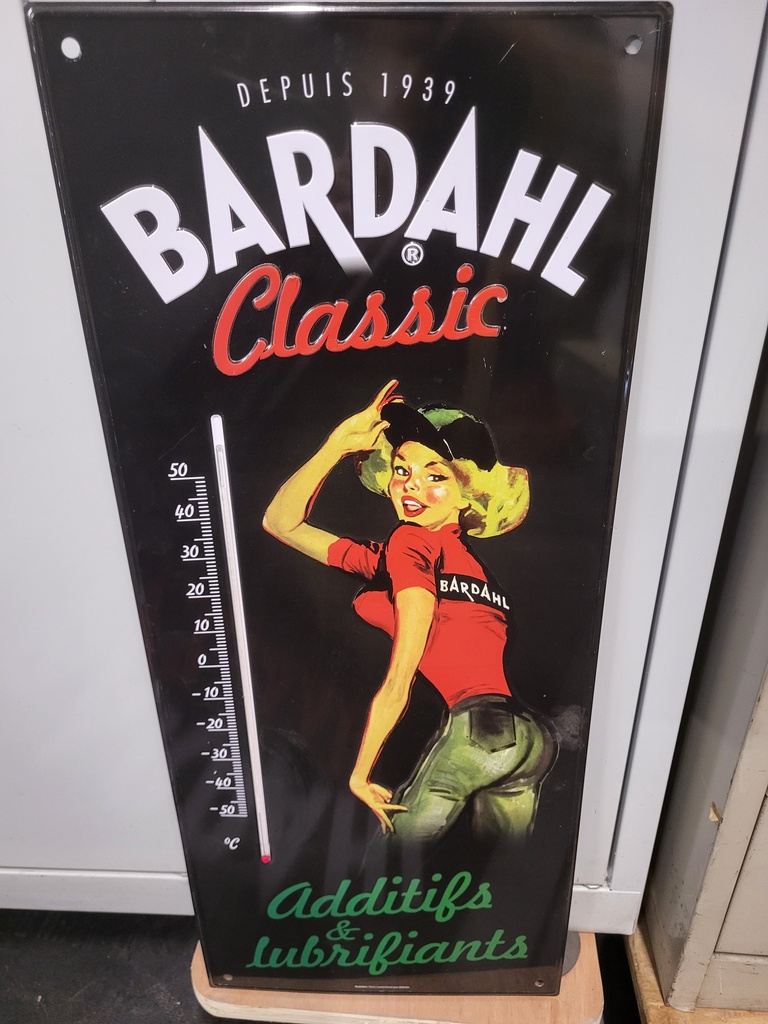 DEPUIS 1939
BARDAHL
®
Classic
50
40
30
20
10
0
-10
-20
-30
-40
-50
°C
BARDAHL
Additifs
&
lubrifiants